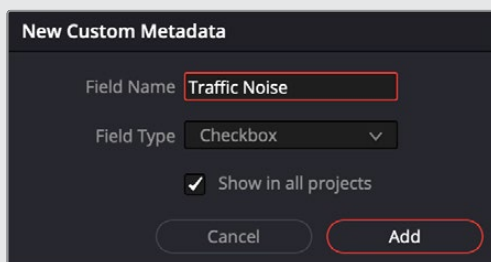 New Custom Metadata
Field Name Traffic Noise
Field Type Checkbox
Show in all projects
Cancel Add